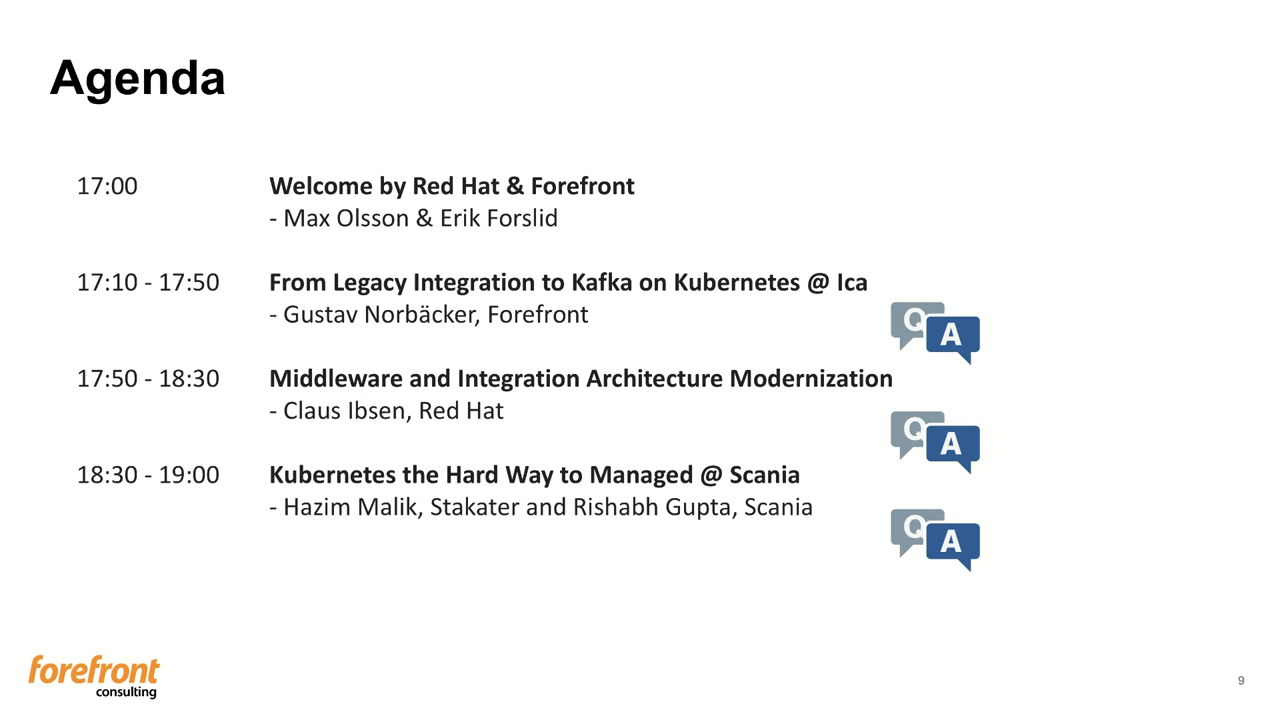 Agenda
17:00 Welcome by Red Hat & Forefront
- Max Olsson & Erik Forslid
17:10 - 17:50 From Legacy Integration to Kafka on Kubernetes @ Ica
- Gustav Norbäcker, Forefront
Q A
17:50 - 18:30 Middleware and Integration Architecture Modernization
- Claus Ibsen, Red Hat
Q A
18:30 - 19:00 Kubernetes the Hard Way to Managed @ Scania
- Hazim Malik, Stakater and Rishabh Gupta, Scania
Q A
forefront
consulting
9